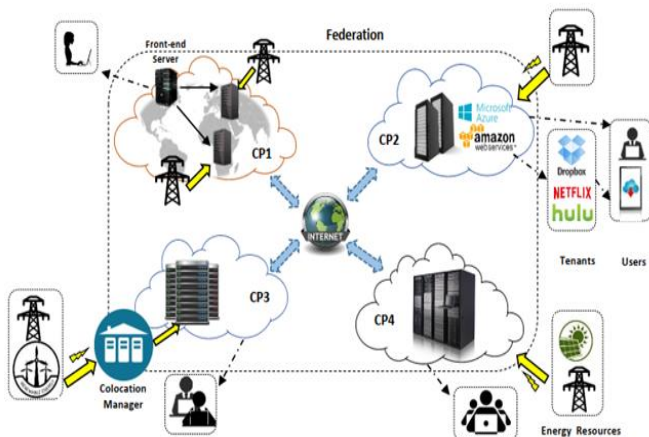 Federation
Front-end
Server
CP1
CP2
Microsoft
Azure
amazon
webservices
Dropbox
NETFLIX
hulu
INTERNET
Tenants
Users
CP3
CP4
Colocation
Manager
Energy Resources